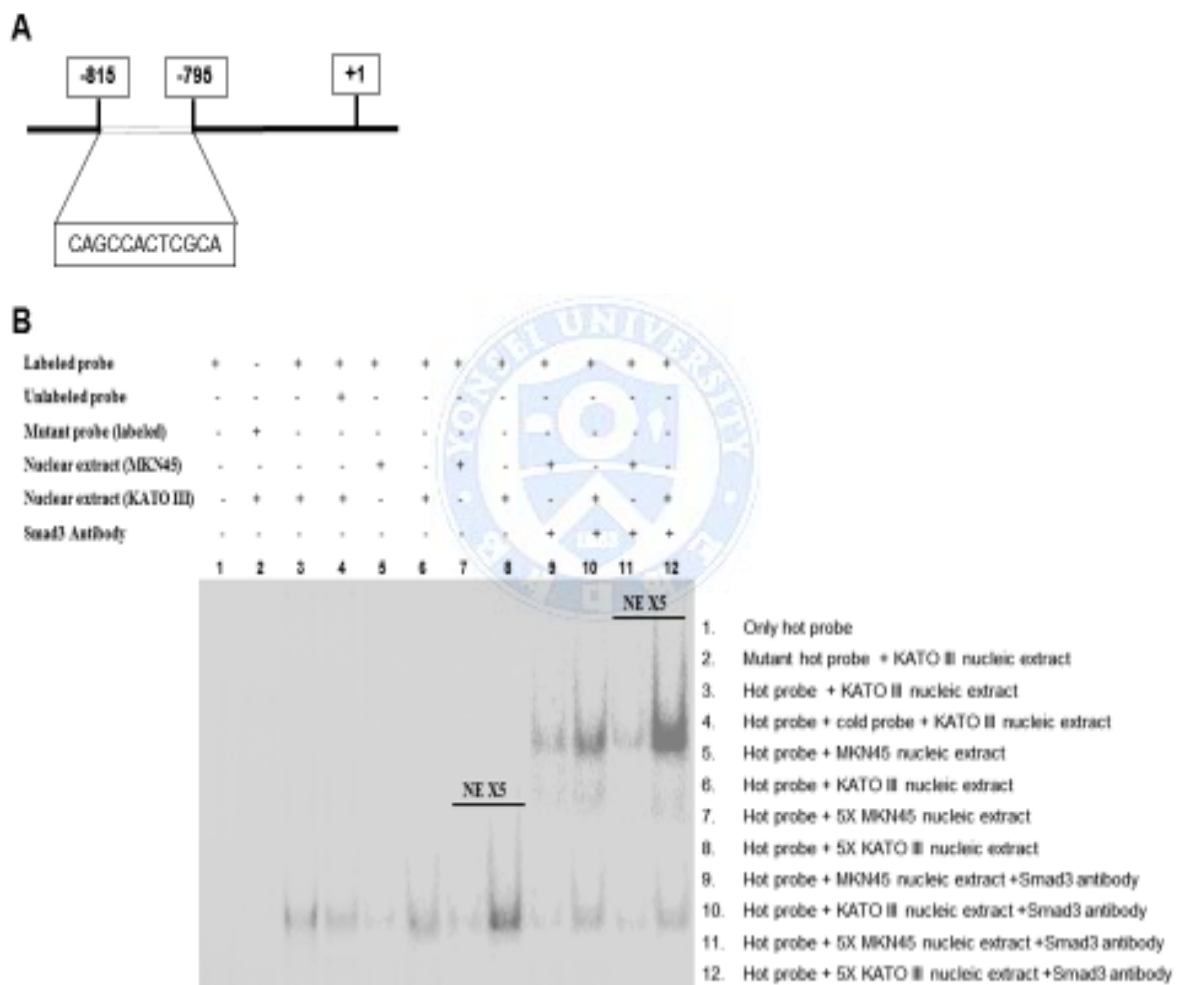 A
-815 -795 +1
CAGCCACTCGCA
B
Labeled probe + - + + + + + + + + + +
Unlabeled probe - - - + - - - - - - - -
Mutant probe (labeled) - + - - - - - - - - - -
Nuclear extract (MKN45) - - - - + - + - + - + -
Nuclear extract (KATO III) - + + + - + - + - + - +
Smad3 Antibody - - - - - - - - + + + +
1 2 3 4 5 6 7 8 9 10 11 12
NE X5
NE X5
1. Only hot probe
2. Mutant hot probe + KATO III nucleic extract
3. Hot probe + KATO III nucleic extract
4. Hot probe + cold probe + KATO III nucleic extract
5. Hot probe + MKN45 nucleic extract
6. Hot probe + KATO III nucleic extract
7. Hot probe + 5X MKN45 nucleic extract
8. Hot probe + 5X KATO III nucleic extract
9. Hot probe + MKN45 nucleic extract +Smad3 antibody
10. Hot probe + KATO III nucleic extract +Smad3 antibody
11. Hot probe + 5X MKN45 nucleic extract +Smad3 antibody
12. Hot probe + 5X KATO III nucleic extract +Smad3 antibody
YONSEI UNIVERSITY